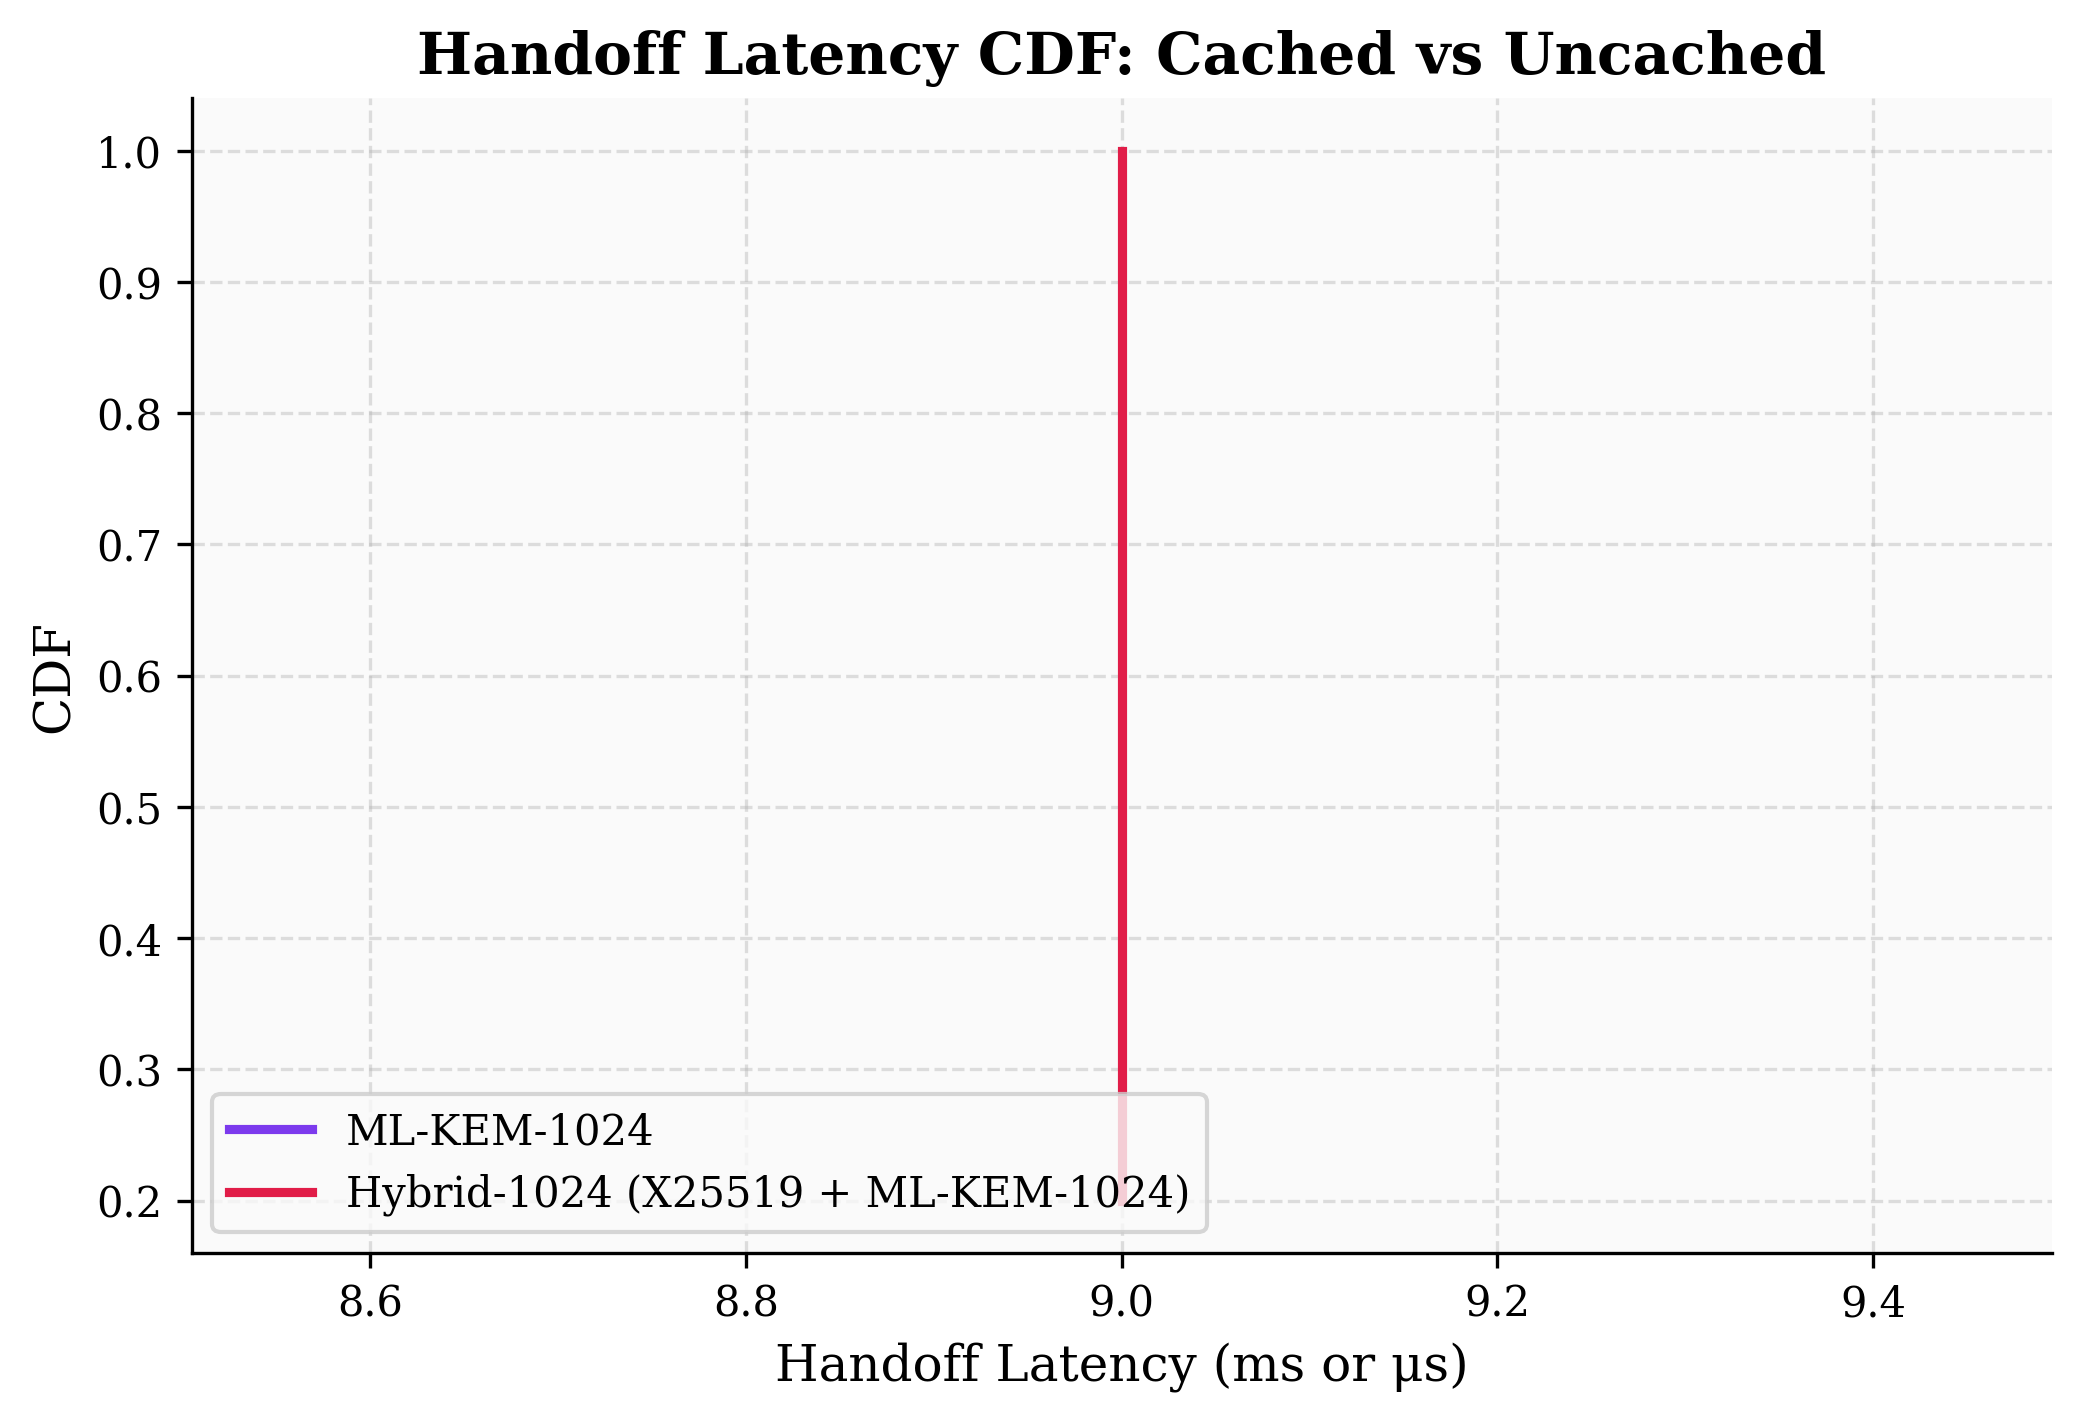 Handoff Latency CDF: Cached vs Uncached
CDF
1.0
0.9
0.8
0.7
0.6
0.5
0.4
0.3
0.2
ML-KEM-1024
Hybrid-1024 (X25519 + ML-KEM-1024)
8.6 8.8 9.0 9.2 9.4
Handoff Latency (ms or μs)